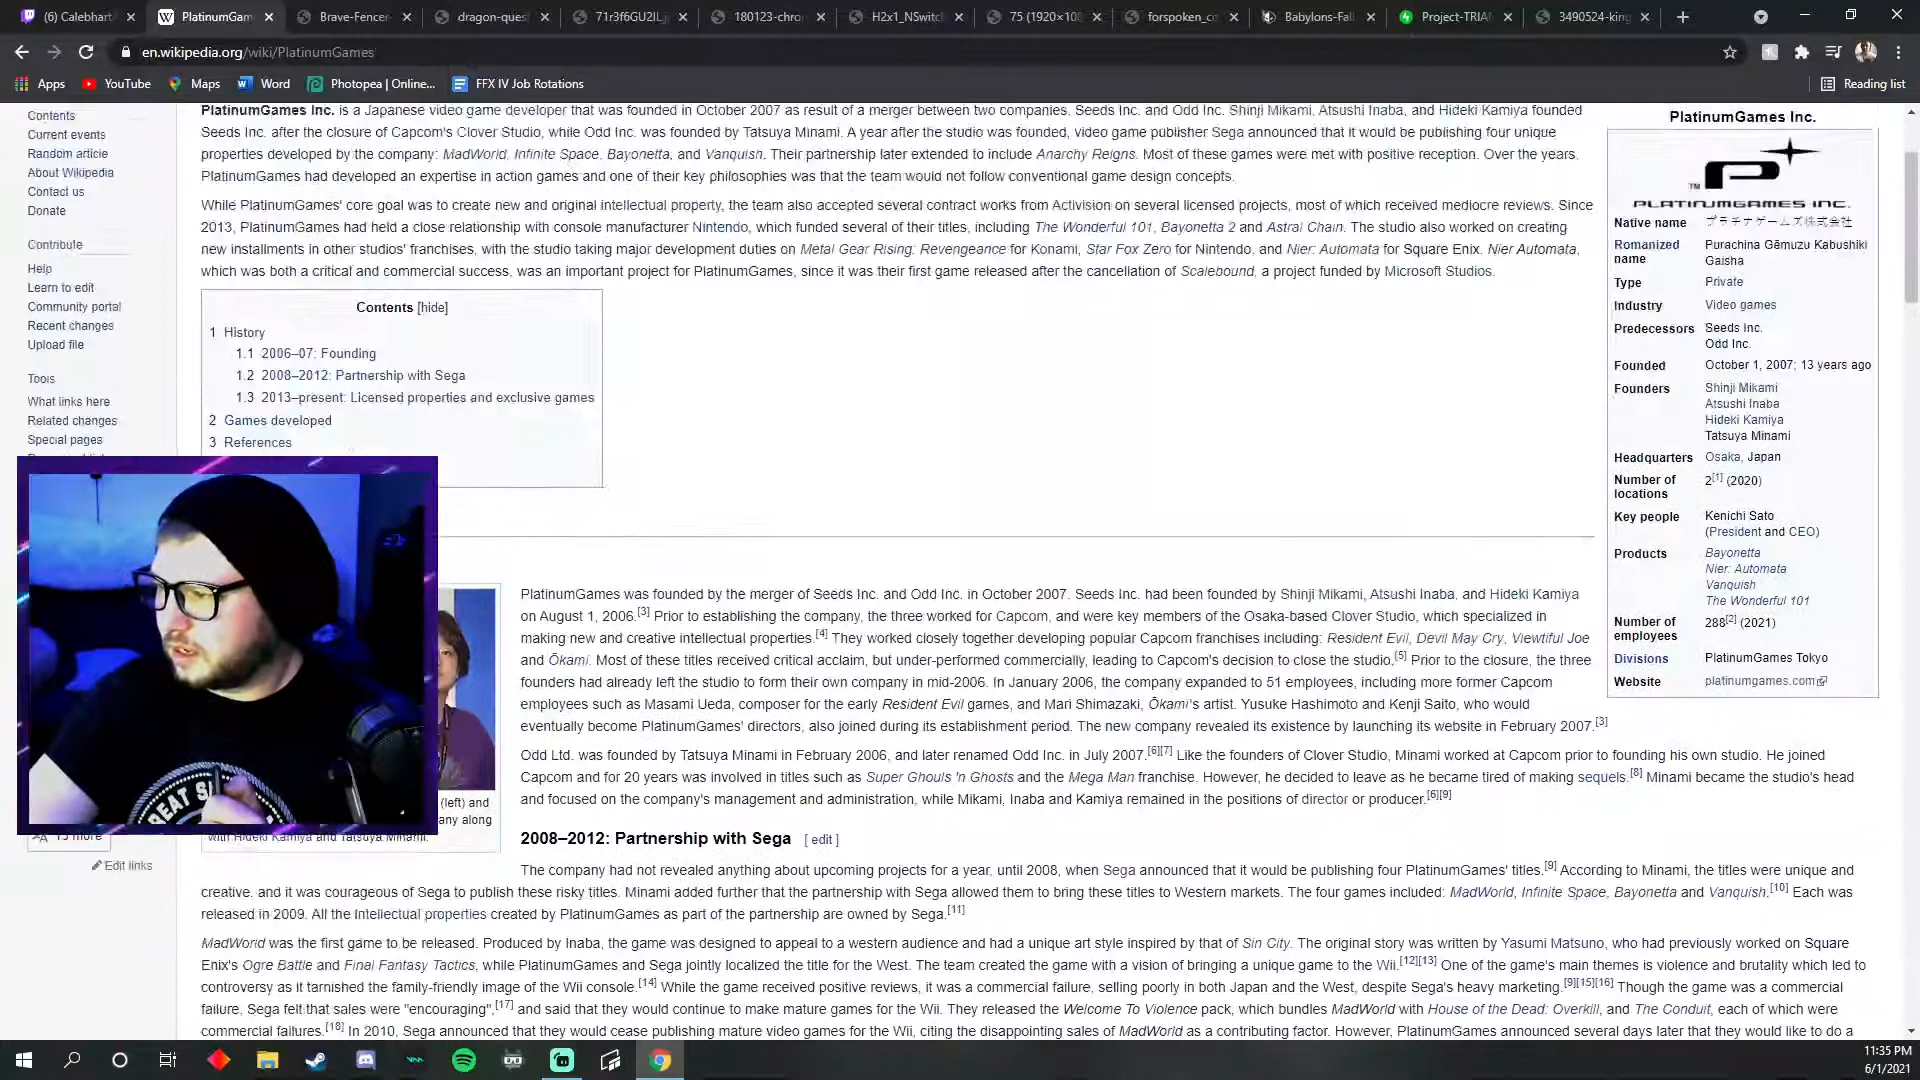 (6) Calebhart
PlatinumGam
Brave-Fencer
dragon-ques
71r3f6GU2IL.j
180123-chro
H2x1_NSwitch
75 (1920×108
forspoken_co
Babylons-Fall
Project-TRIAN
3490524-king
en.wikipedia.org/wiki/PlatinumGames
Apps
YouTube
Maps
Word
Photopea | Online...
FFX IV Job Rotations
Reading list
Contents
Current events
Random article
About Wikipedia
Contact us
Donate
Contribute
Help
Learn to edit
Community portal
Recent changes
Upload file
Tools
What links here
Related changes
Special pages
Edit links
PlatinumGames Inc. is a Japanese video game developer that was founded in October 2007 as result of a merger between two companies. Seeds Inc. and Odd Inc. Shinji Mikami, Atsushi Inaba, and Hideki Kamiya founded
Seeds Inc. after the closure of Capcom's Clover Studio, while Odd Inc. was founded by Tatsuya Minami. A year after the studio was founded, video game publisher Sega announced that it would be publishing four unique
properties developed by the company: MadWorld, Infinite Space, Bayonetta, and Vanquish. Their partnership later extended to include Anarchy Reigns. Most of these games were met with positive reception. Over the years,
PlatinumGames had developed an expertise in action games and one of their key philosophies was that the team would not follow conventional game design concepts.
While PlatinumGames' core goal was to create new and original intellectual property, the team also accepted several contract works from Activision on several licensed projects, most of which received mediocre reviews. Since
2013, PlatinumGames had held a close relationship with console manufacturer Nintendo, which funded several of their titles, including The Wonderful 101, Bayonetta 2 and Astral Chain. The studio also worked on creating
new installments in other studios' franchises, with the studio taking major development duties on Metal Gear Rising: Revengeance for Konami, Star Fox Zero for Nintendo, and Nier: Automata for Square Enix. Nier Automata,
which was both a critical and commercial success, was an important project for PlatinumGames, since it was their first game released after the cancellation of Scalebound, a project funded by Microsoft Studios.
Contents [hide]
1 History
1.1 2006–07: Founding
1.2 2008–2012: Partnership with Sega
1.3 2013–present: Licensed properties and exclusive games
2 Games developed
3 References
PlatinumGames Inc.
TM PLATINUMGAMES INC.
Native name プラチナゲームズ株式会社
Romanized name Purachina Gēmuzu Kabushiki Gaisha
Type Private
Industry Video games
Predecessors Seeds Inc.
Odd Inc.
Founded October 1, 2007; 13 years ago
Founders Shinji Mikami
Atsushi Inaba
Hideki Kamiya
Tatsuya Minami
Headquarters Osaka, Japan
Number of locations 2[1] (2020)
Key people Kenichi Sato
(President and CEO)
Products Bayonetta
Nier: Automata
Vanquish
The Wonderful 101
Number of employees 288[2] (2021)
Divisions PlatinumGames Tokyo
Website platinumgames.com
PlatinumGames was founded by the merger of Seeds Inc. and Odd Inc. in October 2007. Seeds Inc. had been founded by Shinji Mikami, Atsushi Inaba, and Hideki Kamiya
on August 1, 2006.[3] Prior to establishing the company, the three worked for Capcom, and were key members of the Osaka-based Clover Studio, which specialized in
making new and creative intellectual properties.[4] They worked closely together developing popular Capcom franchises including: Resident Evil, Devil May Cry, Viewtiful Joe
and Ōkami. Most of these titles received critical acclaim, but under-performed commercially, leading to Capcom's decision to close the studio.[5] Prior to the closure, the three
founders had already left the studio to form their own company in mid-2006. In January 2006, the company expanded to 51 employees, including more former Capcom
employees such as Masami Ueda, composer for the early Resident Evil games, and Mari Shimazaki, Ōkami's artist. Yusuke Hashimoto and Kenji Saito, who would
eventually become PlatinumGames' directors, also joined during its establishment period. The new company revealed its existence by launching its website in February 2007.[3]
Odd Ltd. was founded by Tatsuya Minami in February 2006, and later renamed Odd Inc. in July 2007.[6][7] Like the founders of Clover Studio, Minami worked at Capcom prior to founding his own studio. He joined
Capcom and for 20 years was involved in titles such as Super Ghouls 'n Ghosts and the Mega Man franchise. However, he decided to leave as he became tired of making sequels.[8] Minami became the studio's head
and focused on the company's management and administration, while Mikami, Inaba and Kamiya remained in the positions of director or producer.[6][9]
(left) and
any along
with Hideki Kamiya and Tatsuya Minami.
2008–2012: Partnership with Sega [ edit ]
The company had not revealed anything about upcoming projects for a year, until 2008, when Sega announced that it would be publishing four PlatinumGames' titles.[9] According to Minami, the titles were unique and
creative, and it was courageous of Sega to publish these risky titles. Minami added further that the partnership with Sega allowed them to bring these titles to Western markets. The four games included: MadWorld, Infinite Space, Bayonetta and Vanquish.[10] Each was
released in 2009. All the Intellectual properties created by PlatinumGames as part of the partnership are owned by Sega.[11]
MadWorld was the first game to be released. Produced by Inaba, the game was designed to appeal to a western audience and had a unique art style inspired by that of Sin City. The original story was written by Yasumi Matsuno, who had previously worked on Square
Enix's Ogre Battle and Final Fantasy Tactics, while PlatinumGames and Sega jointly localized the title for the West. The team created the game with a vision of bringing a unique game to the Wii.[12][13] One of the game's main themes is violence and brutality which led to
controversy as it tarnished the family-friendly image of the Wii console.[14] While the game received positive reviews, it was a commercial failure, selling poorly in both Japan and the West, despite Sega's heavy marketing.[9][15][16] Though the game was a commercial
failure, Sega felt that sales were "encouraging",[17] and said that they would continue to make mature games for the Wii. They released the Welcome To Violence pack, which bundles MadWorld with House of the Dead: Overkill, and The Conduit, each of which were
commercial failures.[18] In 2010, Sega announced that they would cease publishing mature video games for the Wii, citing the disappointing sales of MadWorld as a contributing factor. However, PlatinumGames announced several days later that they would like to do a
11:35 PM
6/1/2021